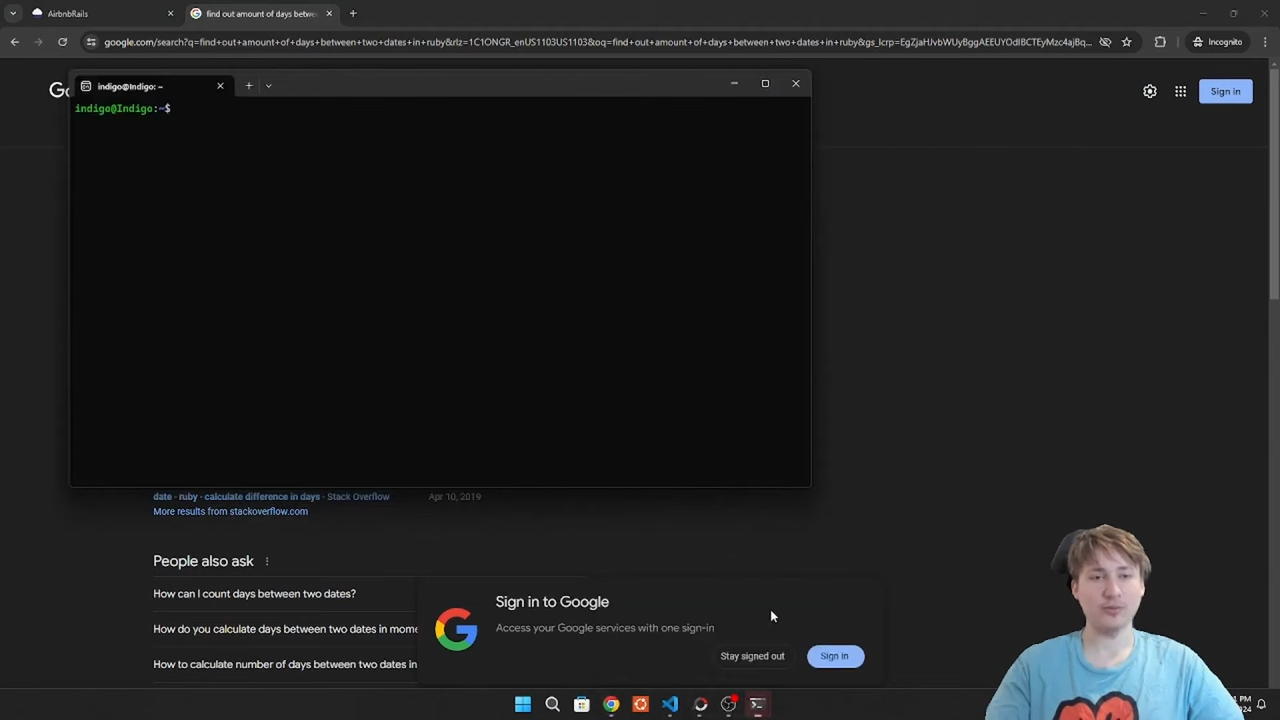 AirbnbRails
find out amount of days betwe
google.com/search?q=find+out+amount+of+days+between+two+dates+in+ruby&rlz=1C1ONGR_enUS1103US1103&oq=find+out+amount+of+days+between+two+dates+in+ruby&gs_lcrp=EgZjaHJvbWUyBggAEEUYOdIBCTEyMzc4ajBq...
Incognito
indigo@Indigo: ~
Go
Sign in
indigo@Indigo:~$
date - ruby - calculate difference in days - Stack Overflow
Apr 10, 2019
More results from stackoverflow.com
People also ask
How can I count days between two dates?
How do you calculate days between two dates in mome
How to calculate number of days between two dates in
Sign in to Google
Access your Google services with one sign-in
Stay signed out
Sign in